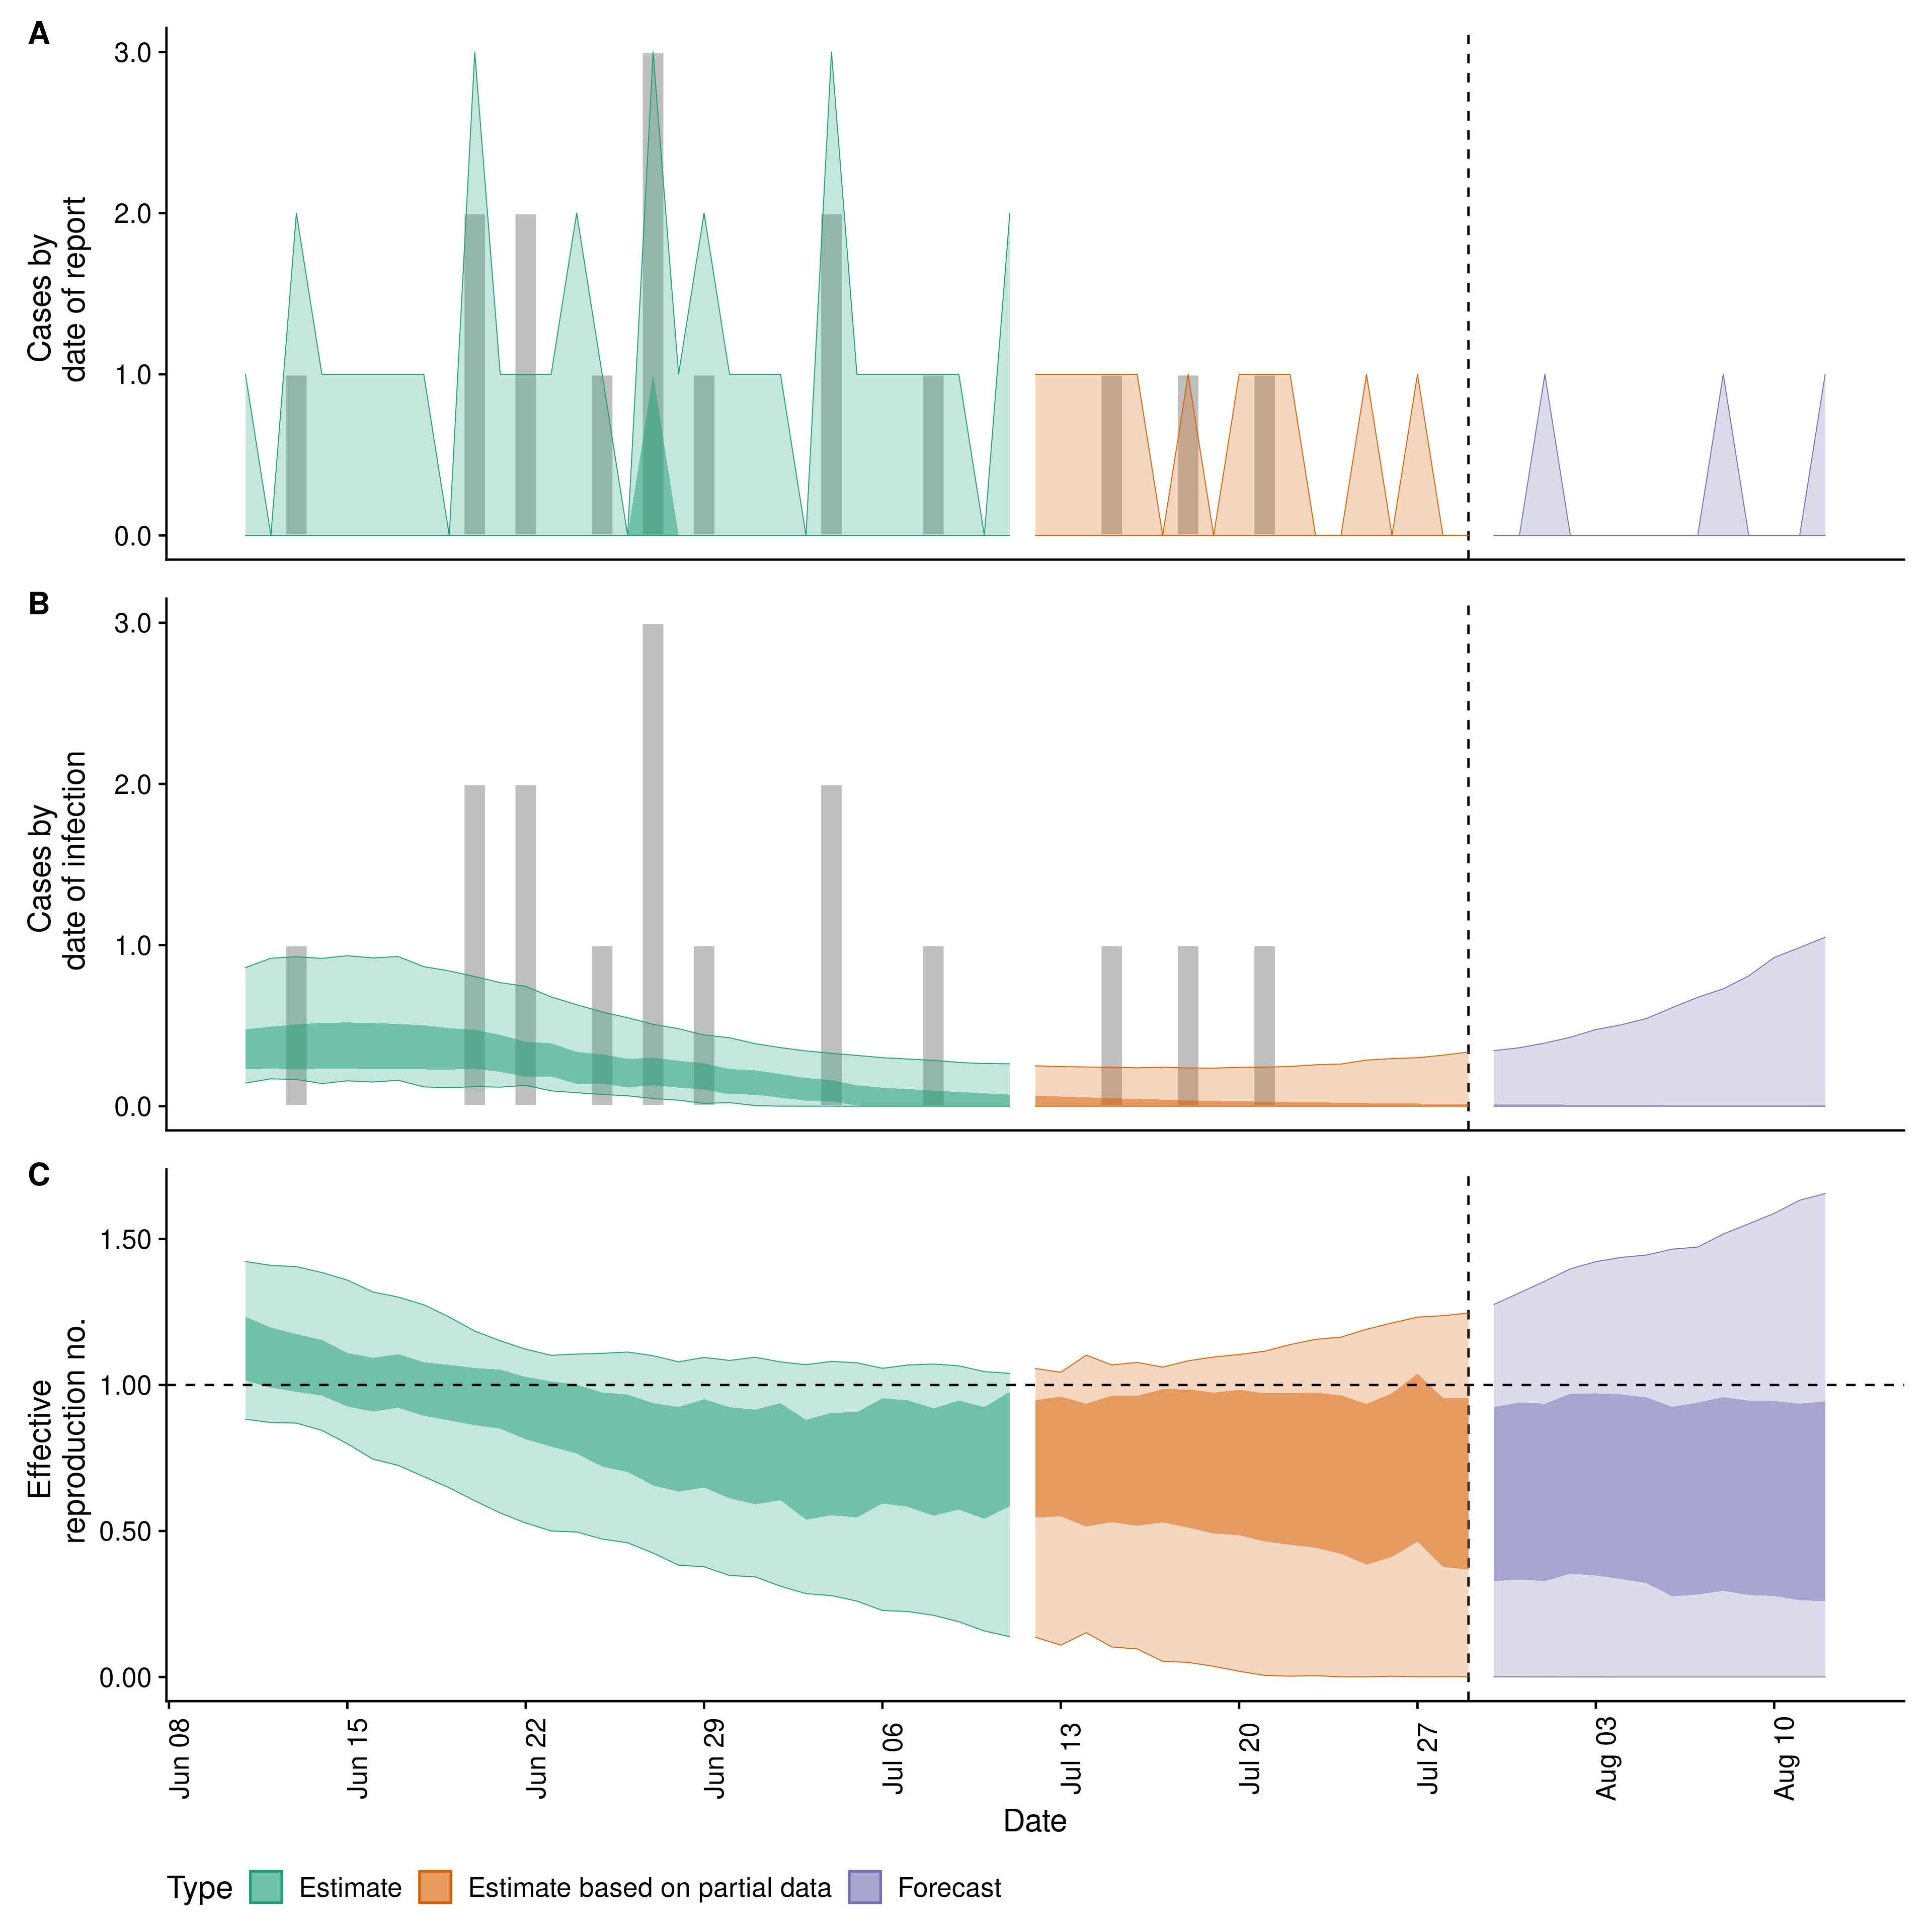 A
3.0
2.0
1.0
0.0
Cases by
date of report
B
3.0
2.0
1.0
0.0
Cases by
date of infection
C
1.50
1.00
0.50
0.00
Effective
reproduction no.
Jun 08
Jun 15
Jun 22
Jun 29
Jul 06
Jul 13
Jul 20
Jul 27
Aug 03
Aug 10
Date
Type Estimate Estimate based on partial data Forecast